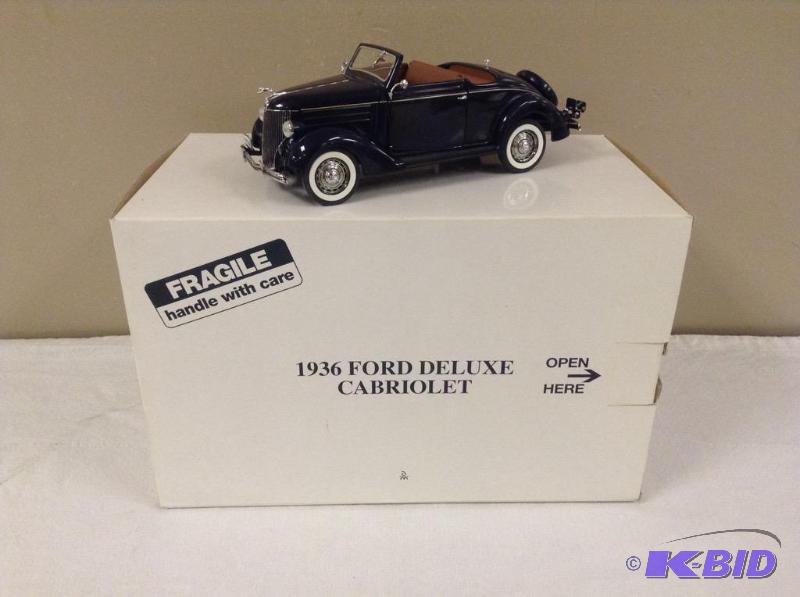 FRAGILE
handle with care
1936 FORD DELUXE
CABRIOLET
OPEN
HERE
© K-BID